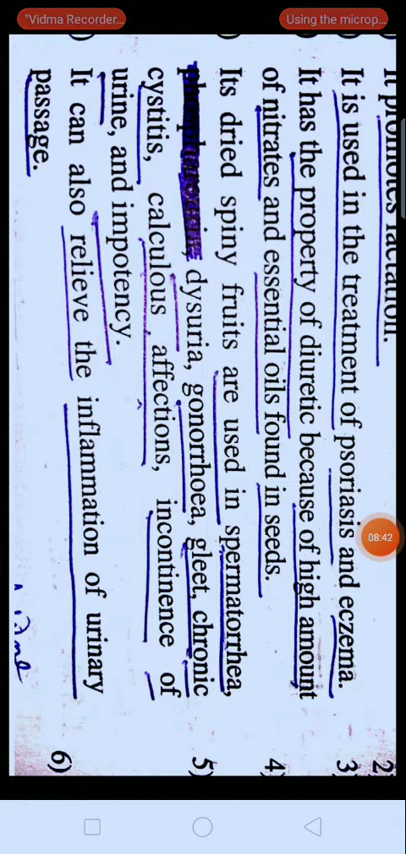 "Vidma Recorder...
Using the microp...
It promotes lactation.
It is used in the treatment of psoriasis and eczema.
It has the property of diuretic because of high amount
of nitrates and essential oils found in seeds.
Its dried spiny fruits are used in spermatorrhea,
dysuria, gonorrhoea, gleet, chronic
cystitis, calculous affections, incontinence of
urine, and impotency.
It can also relieve the inflammation of urinary
passage.
2
3
4
5)
6)
08:42